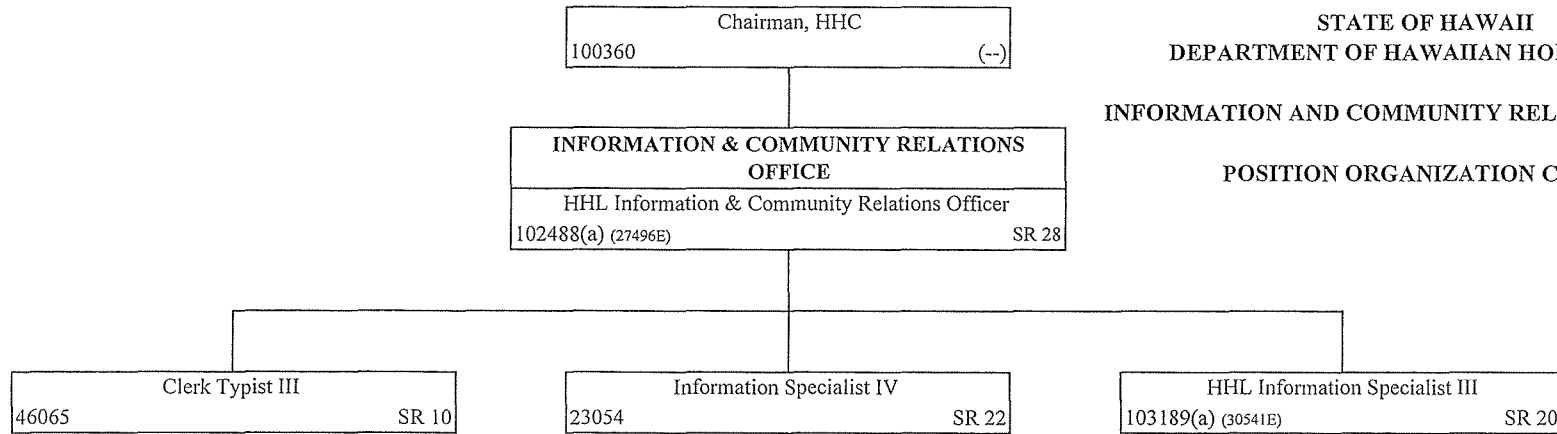 STATE OF HAWAII
DEPARTMENT OF HAWAIIAN
INFORMATION AND COMMUNITY
POSITION ORGANIZATION
Chairman, HHC
100360 (--)
INFORMATION & COMMUNITY RELATIONS
OFFICE
HHL Information & Community Relations Officer
102488(a) (27496E) SR 28
Clerk Typist III
46065 SR 10
Information Specialist IV
23054 SR 22
HHL Information Specialist III
103189(a) (30541E) SR 20